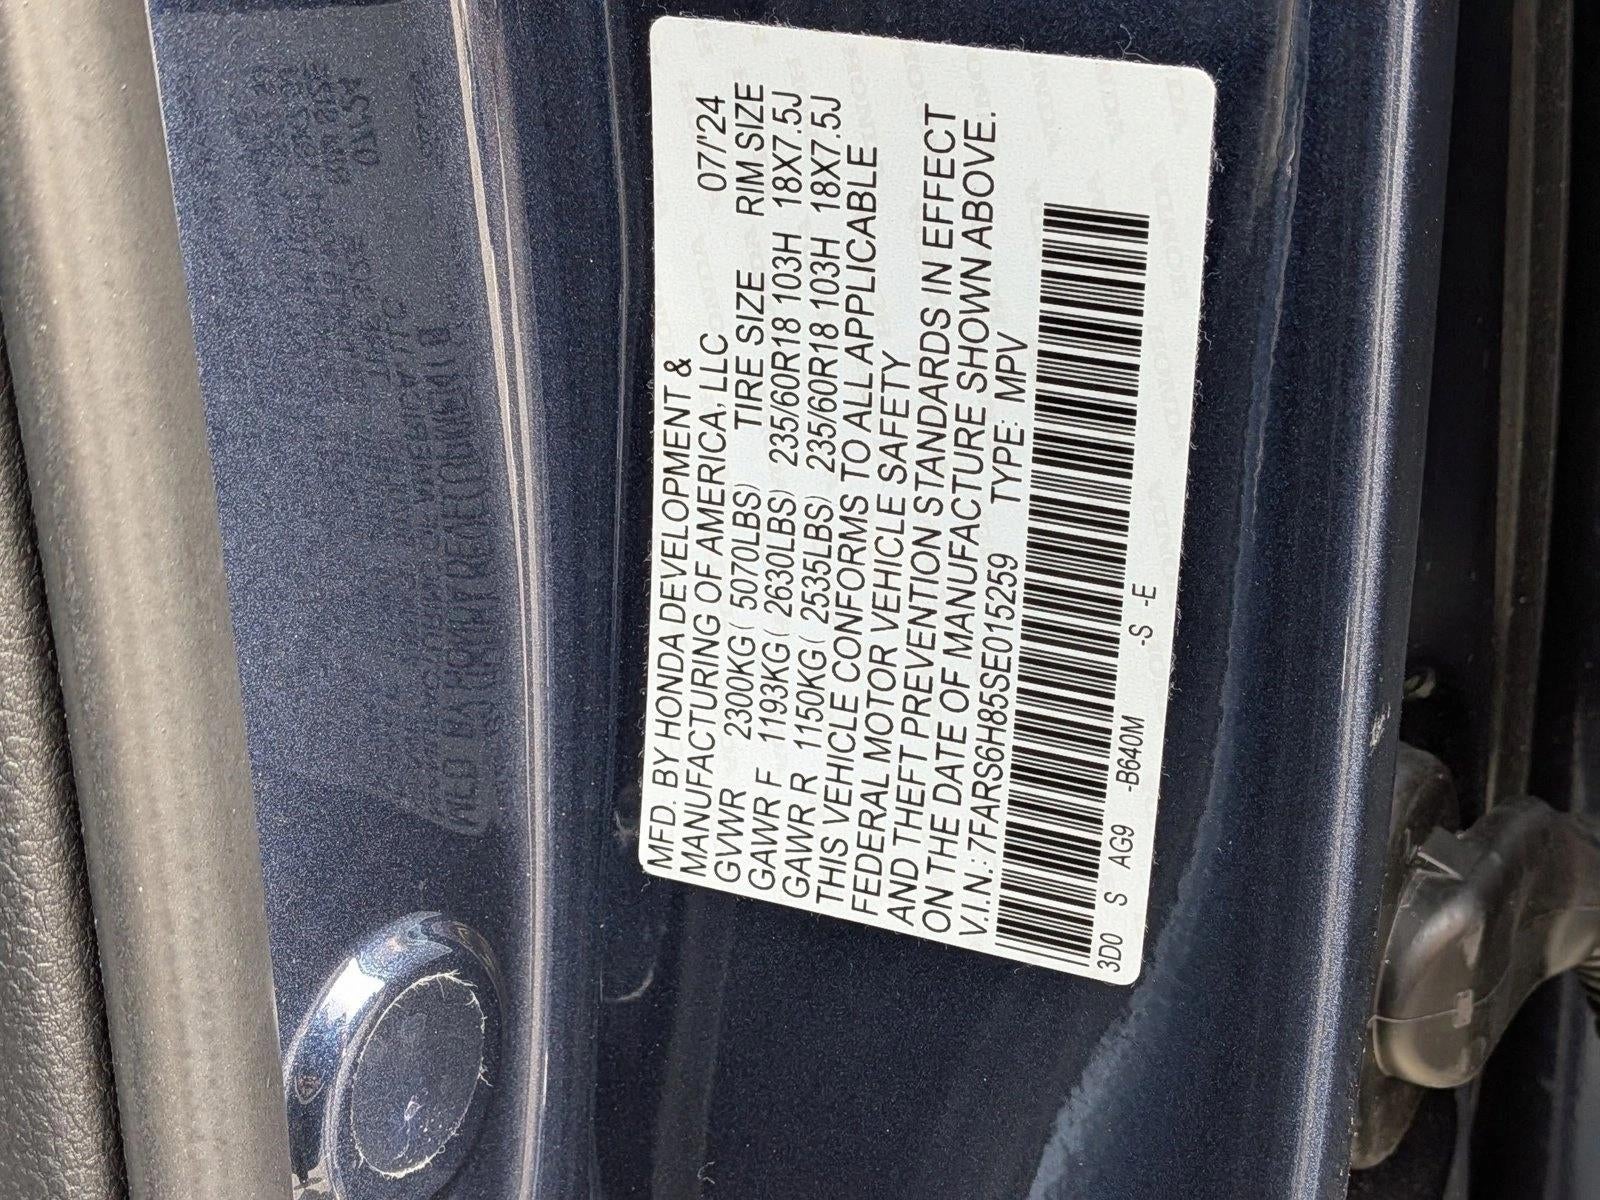 MFD. BY HONDA DEVELOPMENT &
MANUFACTURING OF AMERICA, LLC 07/'24
GVWR 2300KG( 5070LBS) TIRE SIZE RIM SIZE
GAWR F 1193KG( 2630LBS) 235/60R18 103H 18X7.5J
GAWR R 1150KG( 2535LBS) 235/60R18 103H 18X7.5J
THIS VEHICLE CONFORMS TO ALL APPLICABLE
FEDERAL MOTOR VEHICLE SAFETY
AND THEFT PREVENTION STANDARDS IN EFFECT
ON THE DATE OF MANUFACTURE SHOWN ABOVE.
V.I.N.: 7FARS6H85SE015259 TYPE: MPV
3D0 S AG9 -B640M -S -E